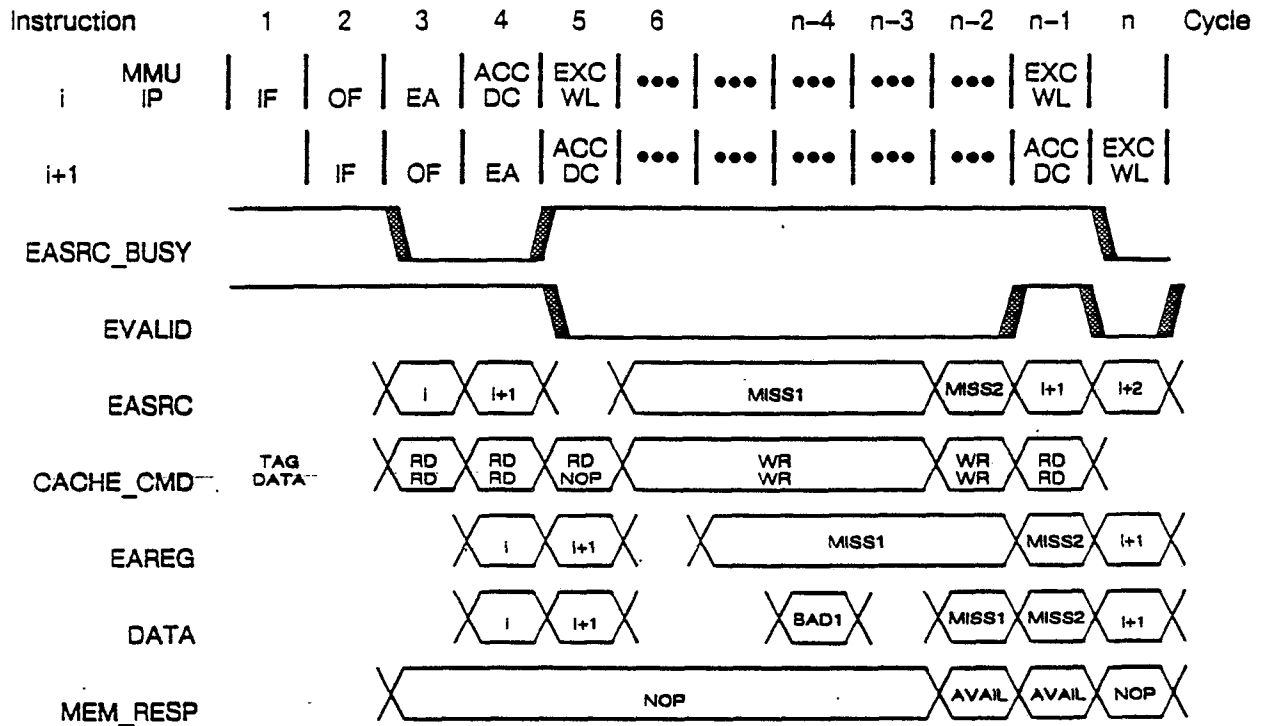 Instruction 1 2 3 4 5 6 n-4 n-3 n-2 n-1 n Cycle
MMU ACC EXC ••• ••• ••• ••• ••• EXC
i IP IF OF EA DC WL WL
ACC ••• ••• ••• ••• ••• ACC EXC
i+1 IF OF EA DC DC WL
EASRC_BUSY
EVALID
EASRC i i+1 MISS1 MISS2 i+1 i+2
TAG RD RD RD WR WR RD
CACHE_CMD DATA RD RD NOP WR WR RD
EAREG i i+1 MISS1 MISS2 i+1
DATA i i+1 BAD1 MISS1 MISS2 i+1
MEM_RESP NOP AVAIL AVAIL NOP